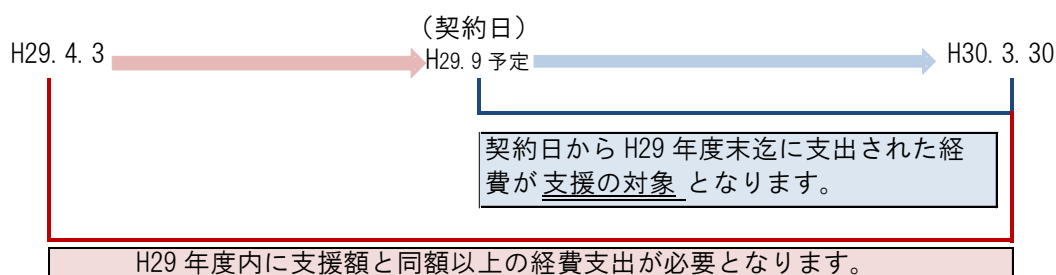 （契約日）
H29. 4. 3
H29. 9 予定
H30. 3. 30
契約日から H29 年度末迄に支出された経
費が 支援の対象 となります。
H29 年度内に支援額と同額以上の経費支出が必要となります。